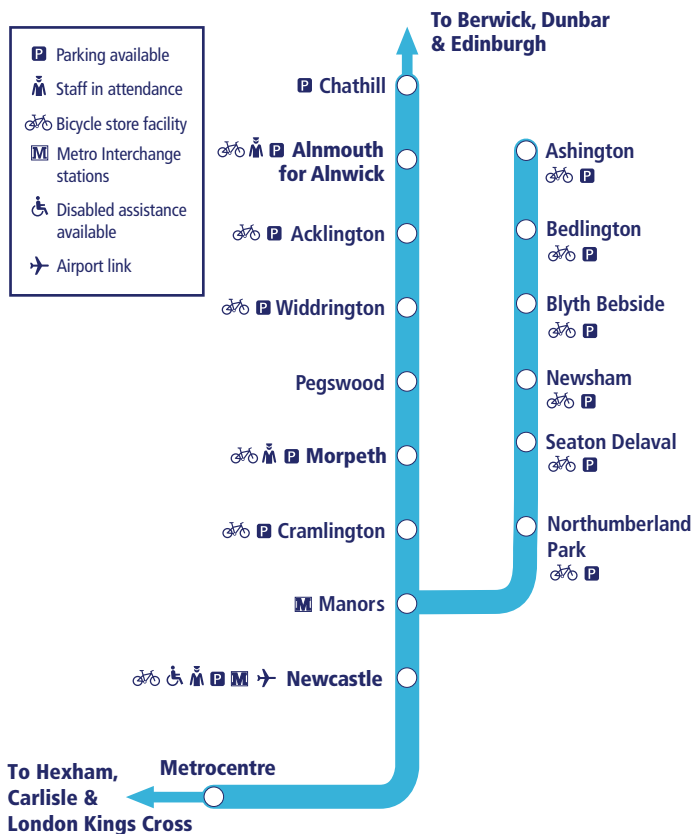 To Berwick, Dunbar
& Edinburgh
P Parking available
Staff in attendance
Bicycle store facility
M Metro Interchange
stations
Disabled assistance
available
Airport link
P Chathill
P Alnmouth
for Alnwick
P Acklington
P Widdrington
Pegswood
P Morpeth
P Cramlington
M Manors
P M Newcastle
Ashington
P
Bedlington
P
Blyth Bebside
P
Newsham
P
Seaton Delaval
P
Northumberland
Park
P
Metrocentre
To Hexham,
Carlisle &
London Kings Cross